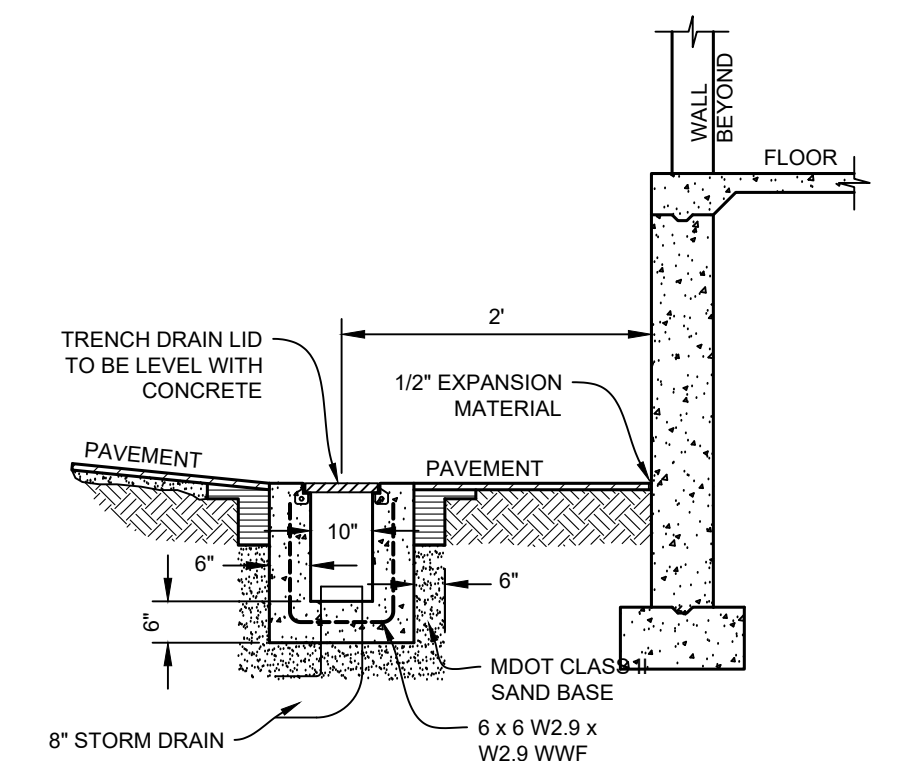 WALL
BEYOND
FLOOR
2'
TRENCH DRAIN LID
TO BE LEVEL WITH
CONCRETE
1/2" EXPANSION
MATERIAL
PAVEMENT
PAVEMENT
10"
6"
6"
6"
MDOT CLASS II
SAND BASE
8" STORM DRAIN
6 x 6 W2.9 x
W2.9 WWF